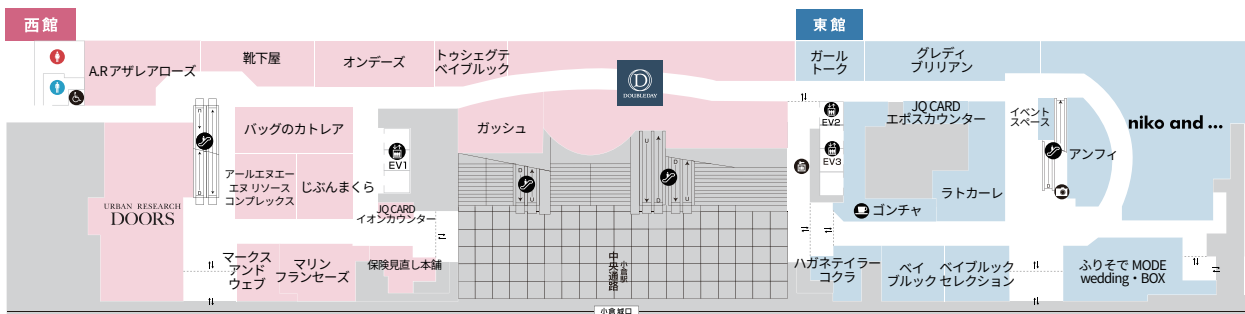 西館
東館
A.Rアザレアローズ
靴下屋
オンデーズ
トゥシェグテ
ベイブルック
DOUBLEDAY
ガール
トーク
グレディ
ブリリアン
バッグのカトレア
EV1
ガッシュ
EV2
EV3
JQ CARD
エポスカウンター
イベント
スペース
niko and ...
アンフィ
アールエヌエー
エヌ リソース
コンプレックス
じぶんまくら
ラトカーレ
URBAN RESEARCH
DOORS
JQ CARD
イオンカウンター
ゴンチャ
マークス
アンド
ウェブ
マリン
フランセーズ
保険見直し本舗
小倉駅
中央通路
ハガネテイラー
コクラ
ベイ
ブルック
ベイブルック
セレクション
ふりそで MODE
wedding・BOX
小倉城口